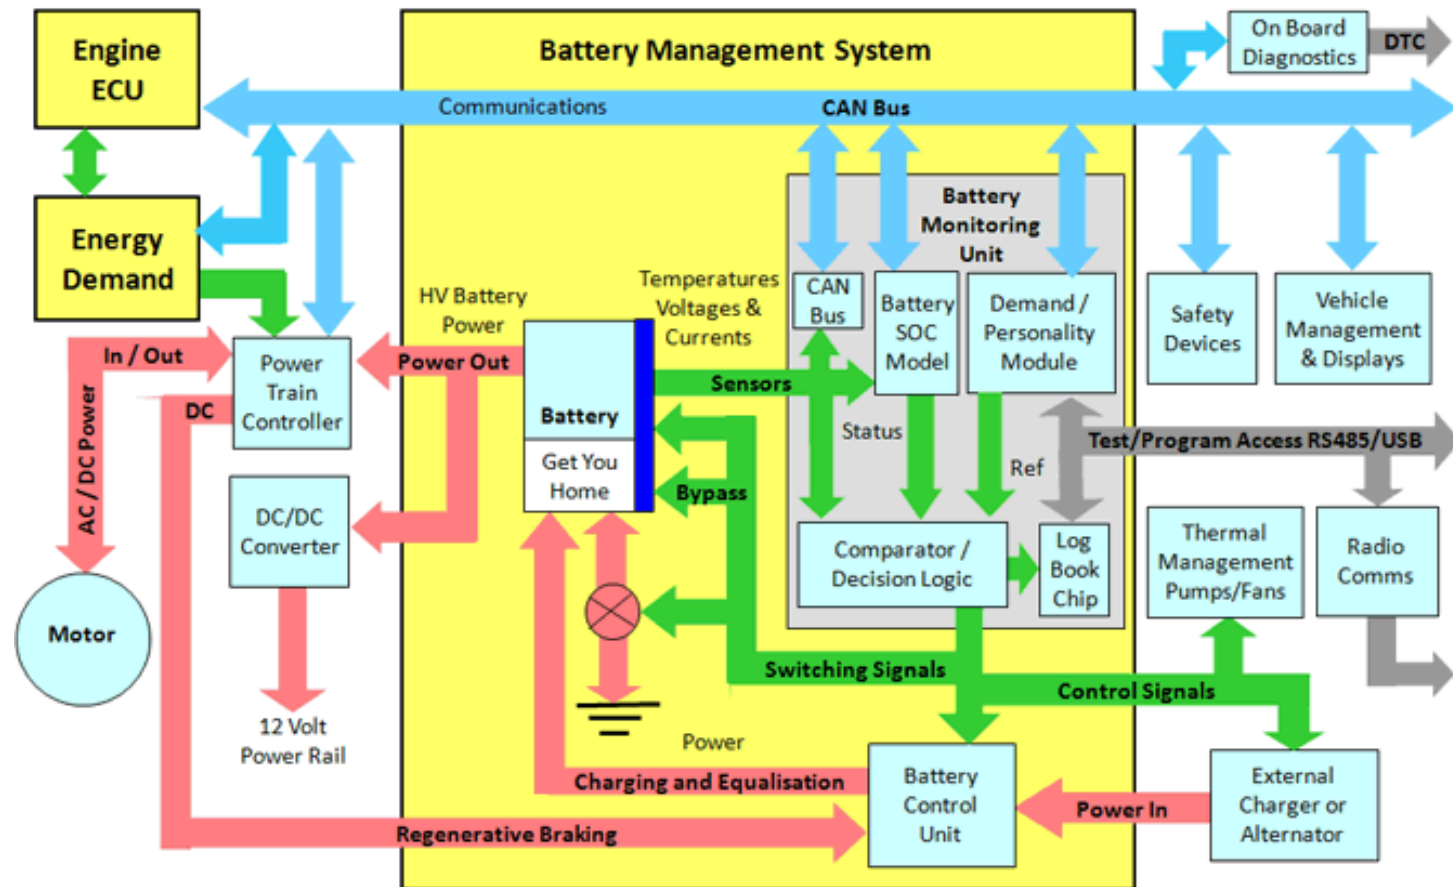 Engine
ECU
Battery Management System
On Board
Diagnostics
DTC
Communications
CAN Bus
Energy
Demand
Battery
Monitoring
Unit
HV Battery
Power
Temperatures
Voltages &
Currents
CAN
Bus
Battery
SOC
Model
Demand /
Personality
Module
Safety
Devices
Vehicle
Management
& Displays
In / Out
Power
Train
Controller
Power Out
Sensors
DC
AC / DC Power
Battery
Get You
Home
Bypass
Status
Ref
Test/Program Access RS485/USB
DC/DC
Converter
Comparator /
Decision Logic
Log
Book
Chip
Thermal
Management
Pumps/Fans
Radio
Comms
Motor
Switching Signals
Control Signals
12 Volt
Power Rail
Power
Charging and Equalisation
Battery
Control
Unit
Power In
External
Charger or
Alternator
Regenerative Braking